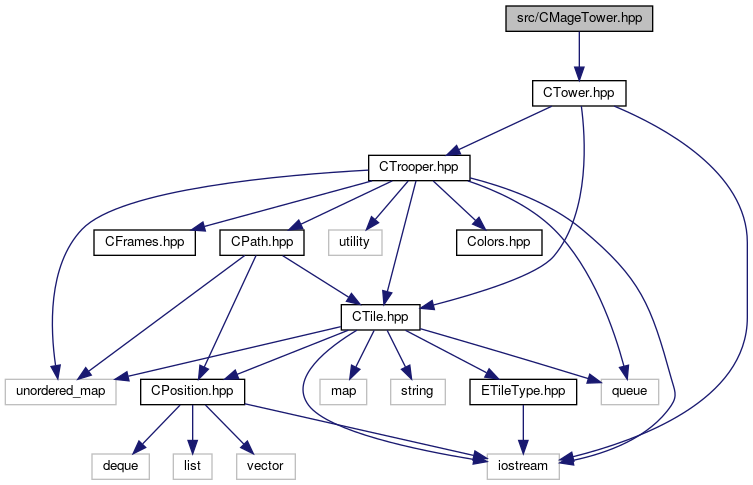 src/CMageTower.hpp
CTower.hpp
CTrooper.hpp
CFrames.hpp
CPath.hpp
utility
Colors.hpp
CTile.hpp
unordered_map
CPosition.hpp
map
string
ETileType.hpp
queue
deque
list
vector
iostream